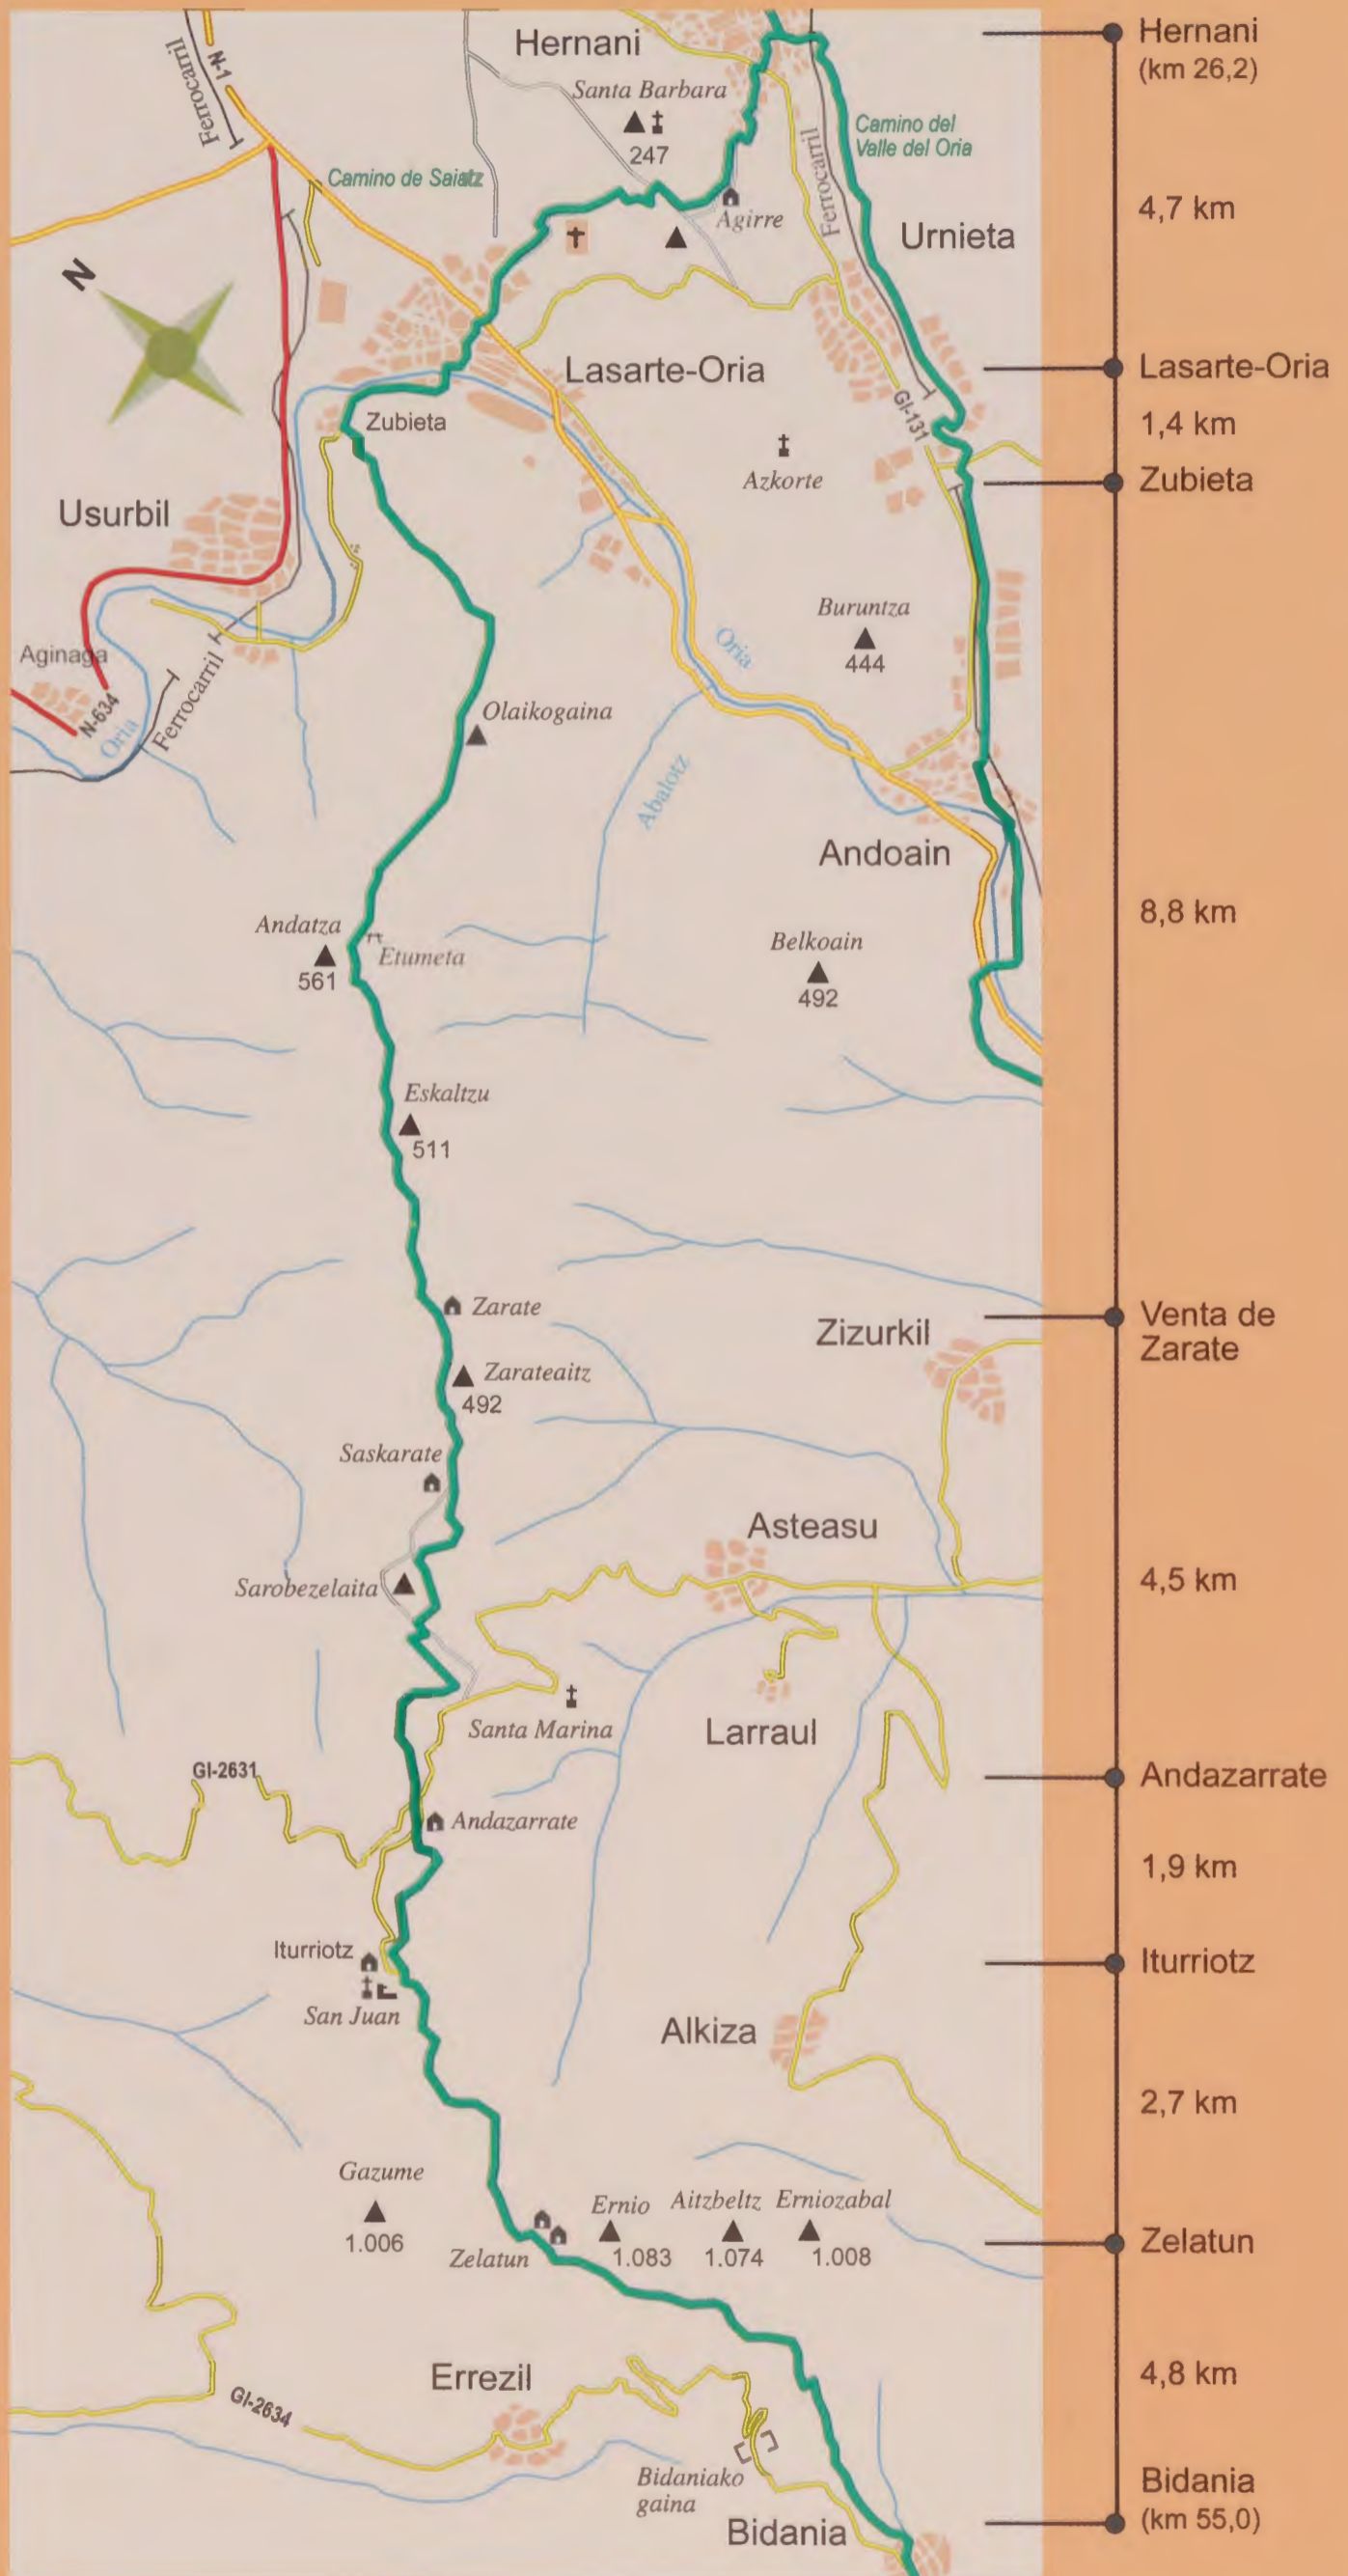 Hernani
Ferrocarril
N-1
Santa Barbara
247
Camino del
Valle del Oria
Camino de Saiatz
Ferrocarril
Agirre
Urnieta
N
Lasarte-Oria
Zubieta
GI-131
Azkorte
Usurbil
Buruntza
444
Oria
Aginaga
N-634
Oria
Ferrocarril
Olaikogaina
Abalotz
Andoain
Andatza
561
Etumeta
Belkoain
492
Eskaltzu
511
Zarate
Zizurkil
Zarateaitz
492
Saskarate
Asteasu
Sarobezelaita
Santa Marina
Larraul
GI-2631
Andazarrate
Iturriotz
San Juan
Alkiza
Gazume
1.006
Ernio
1.083
Aitzbeltz
1.074
Erniozabal
1.008
Zelatun
Errezil
GI-2634
Bidaniako
gaina
Bidania
Hernani
(km 26,2)
4,7 km
Lasarte-Oria
1,4 km
Zubieta
8,8 km
Venta de
Zarate
4,5 km
Andazarrate
1,9 km
Iturriotz
2,7 km
Zelatun
4,8 km
Bidania
(km 55,0)